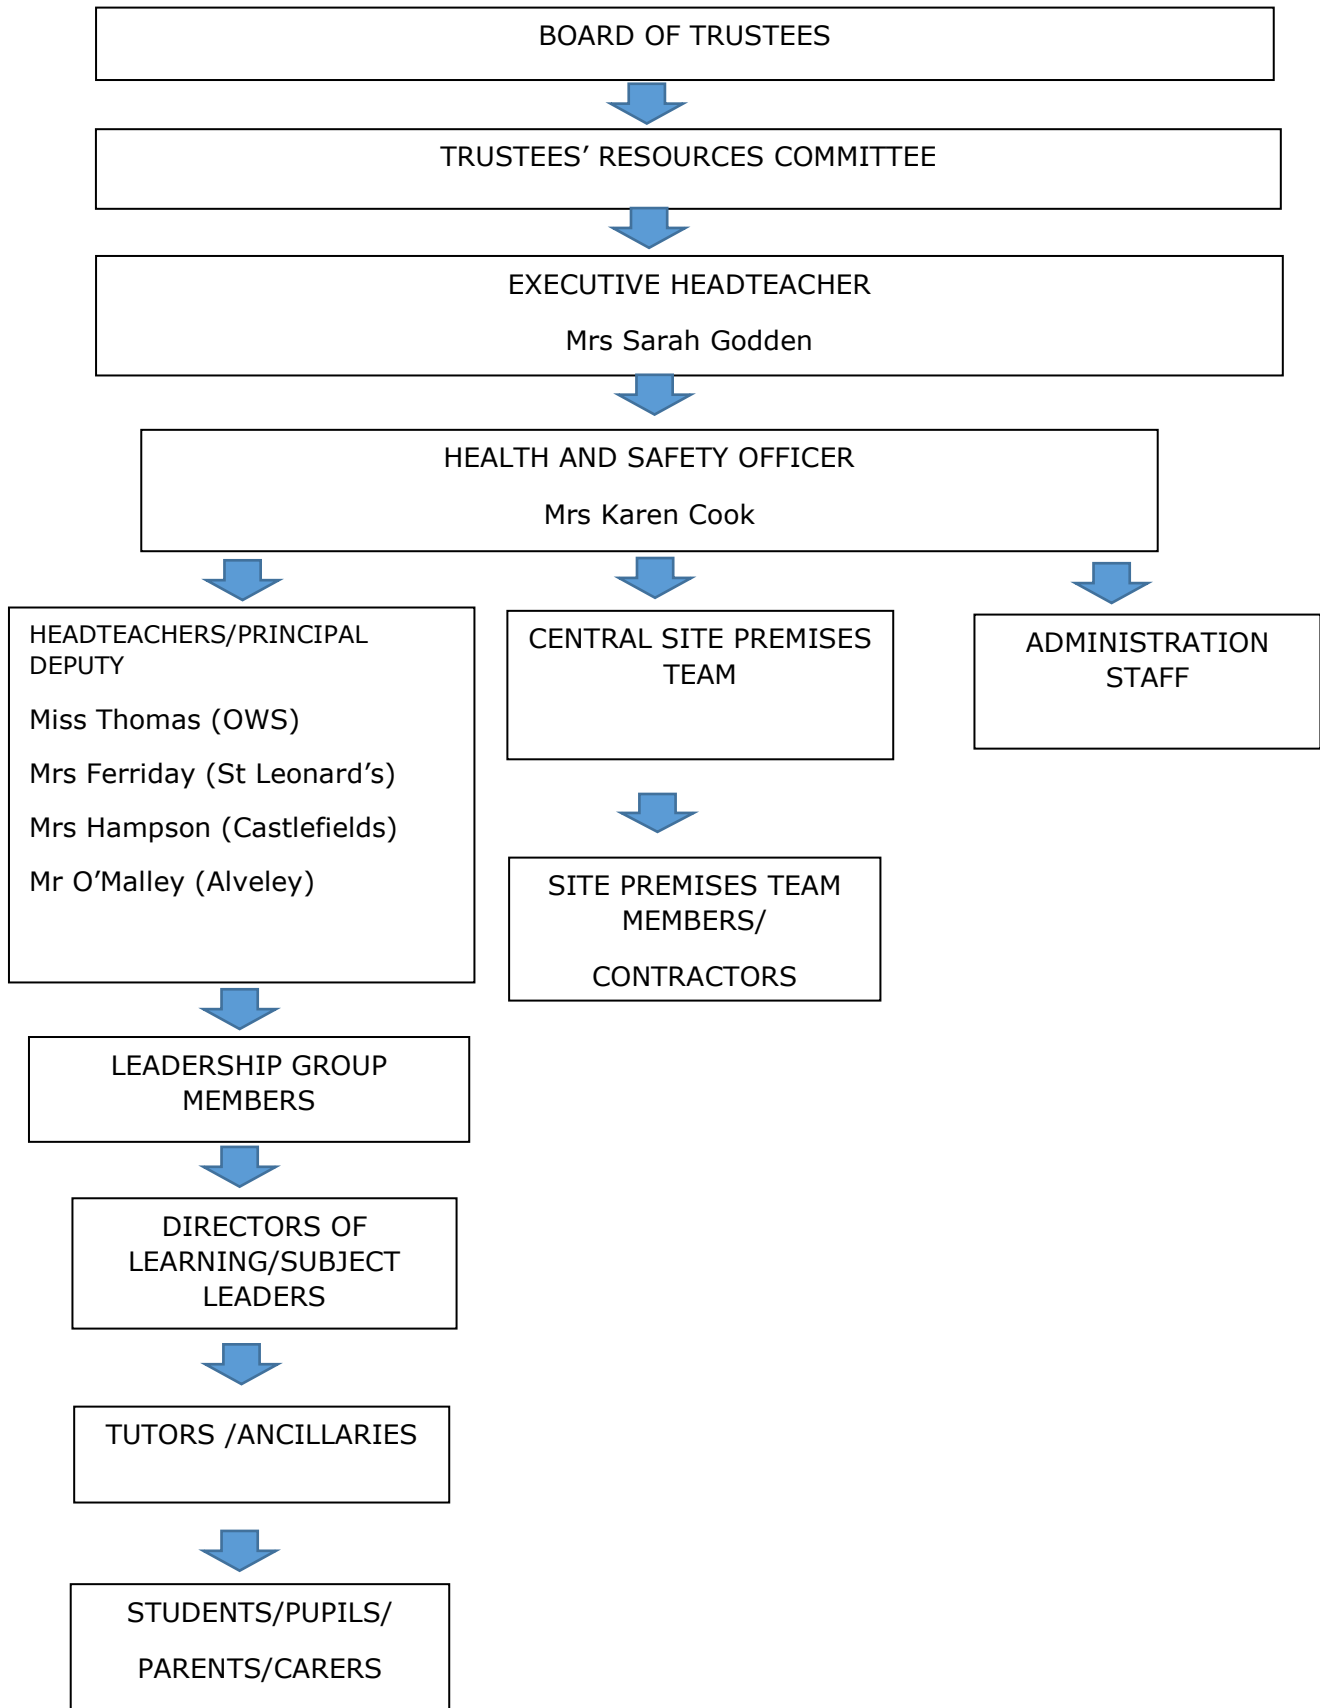 BOARD OF TRUSTEES
TRUSTEES’ RESOURCES COMMITTEE
EXECUTIVE HEADTEACHER
Mrs Sarah Godden
HEALTH AND SAFETY OFFICER
Mrs Karen Cook
HEADTEACHERS/PRINCIPAL
DEPUTY
Miss Thomas (OWS)
Mrs Ferriday (St Leonard’s)
Mrs Hampson (Castlefields)
Mr O’Malley (Alveley)
CENTRAL SITE PREMISES
TEAM
ADMINISTRATION
STAFF
SITE PREMISES TEAM
MEMBERS/
CONTRACTORS
LEADERSHIP GROUP
MEMBERS
DIRECTORS OF
LEARNING/SUBJECT
LEADERS
TUTORS /ANCILLARIES
STUDENTS/PUPILS/
PARENTS/CARERS